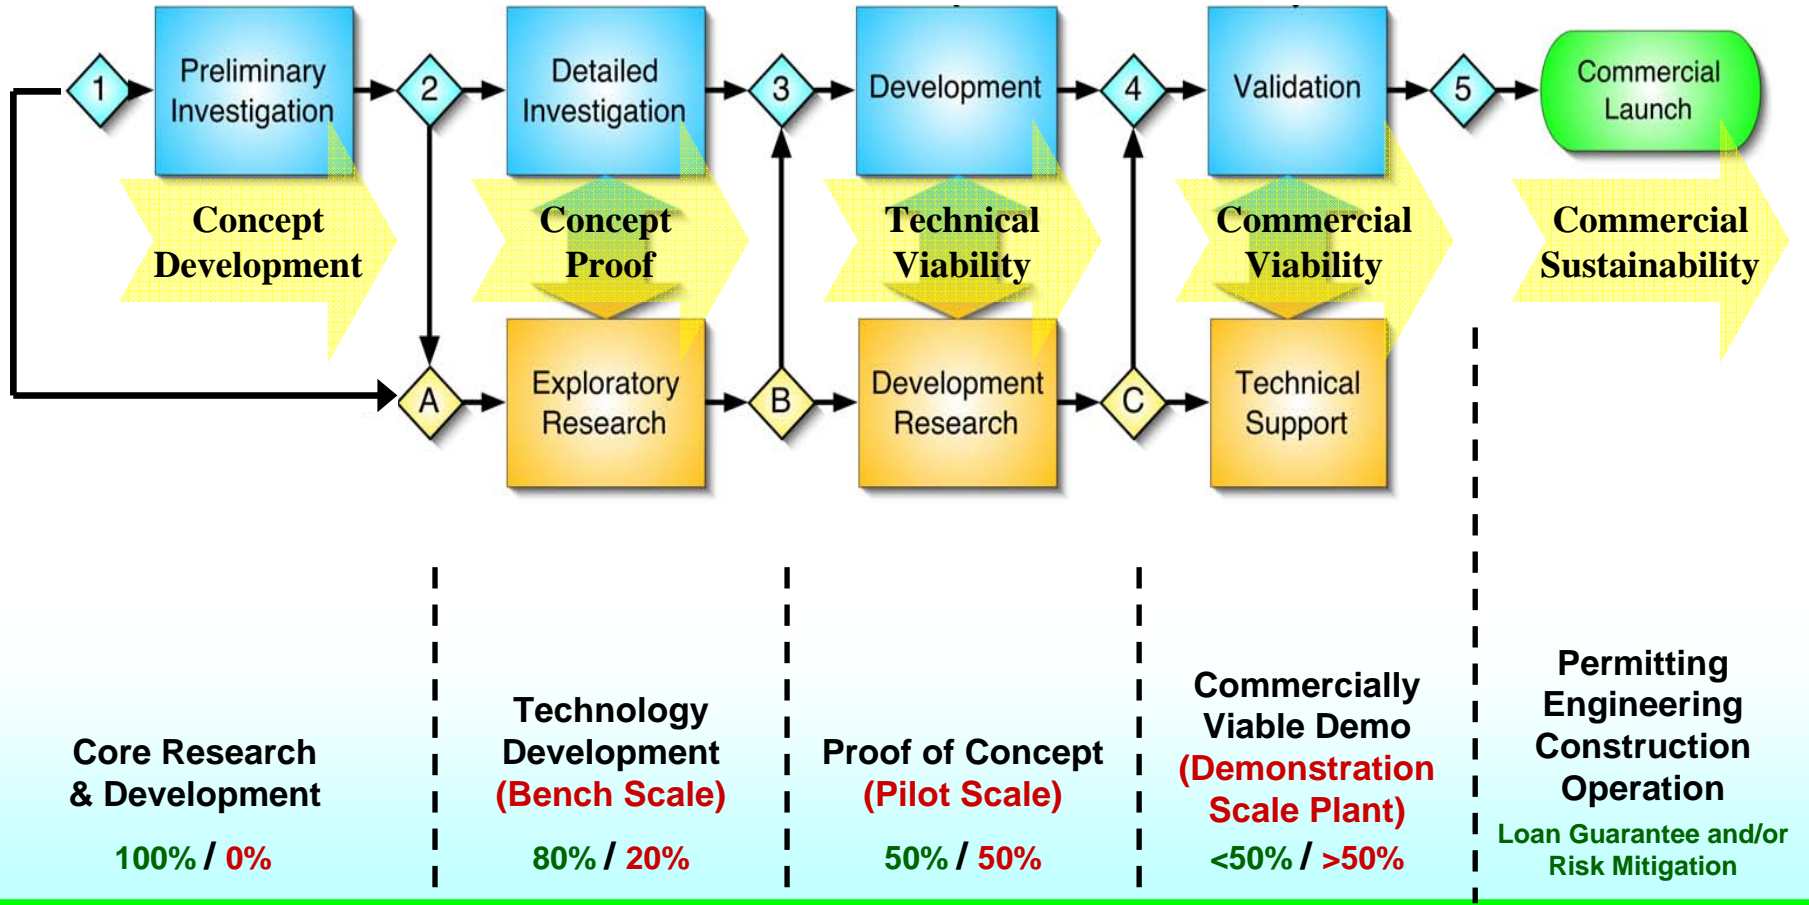 1
Preliminary
Investigation
2
Detailed
Investigation
3
Development
4
Validation
5
Commercial
Launch
Concept
Development
Concept
Proof
Technical
Viability
Commercial
Viability
Commercial
Sustainability
A
Exploratory
Research
B
Development
Research
C
Technical
Support
Core Research
& Development
100% / 0%
Technology
Development
(Bench Scale)
80% / 20%
Proof of Concept
(Pilot Scale)
50% / 50%
Commercially
Viable Demo
(Demonstration
Scale Plant)
<50% / >50%
Permitting
Engineering
Construction
Operation
Loan Guarantee and/or
Risk Mitigation